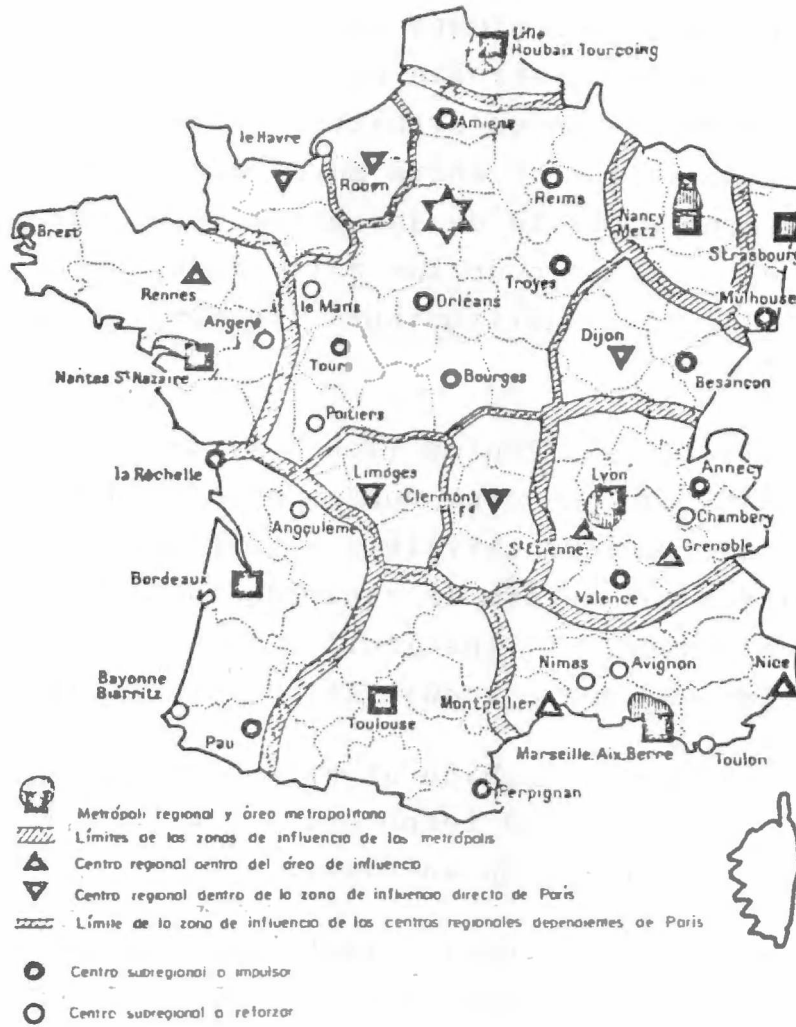 Lille
Roubaix Tourcoing
Amiens
le Havre
Rouen
Reims
Nancy
Metz
Strasbourg
Brest
Rennes
le Mans
Orléans
Troyes
Mulhouse
Angers
Dijon
Nantes St Nazaire
Tours
Bourges
Besançon
Poitiers
la Rochelle
Limoges
Clermont
Fd
Lyon
Annecy
Angouleme
Chambery
St Etienne
Grenoble
Bordeaux
Valence
Nimas
Avignon
Nice
Bayonne
Biarritz
Toulouse
Montpellier
Pau
Marseille Aix Berre
Toulon
Perpignan
Metrópoli regional y área metropolitana
Límites de las zonas de influencia de las metrópolis
Centro regional dentro del área de influencia
Centro regional dentro de la zona de influencia directa de París
Límite de la zona de influencia de los centros regionales dependientes de París
Centro subregional a impulsar
Centro subregional a reforzar